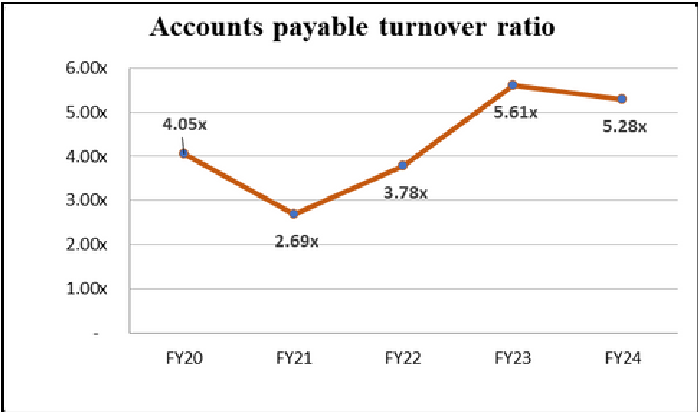 Accounts payable turnover ratio
6.00x
5.00x
4.00x
3.00x
2.00x
1.00x
-
4.05x
2.69x
3.78x
5.61x
5.28x
FY20 FY21 FY22 FY23 FY24